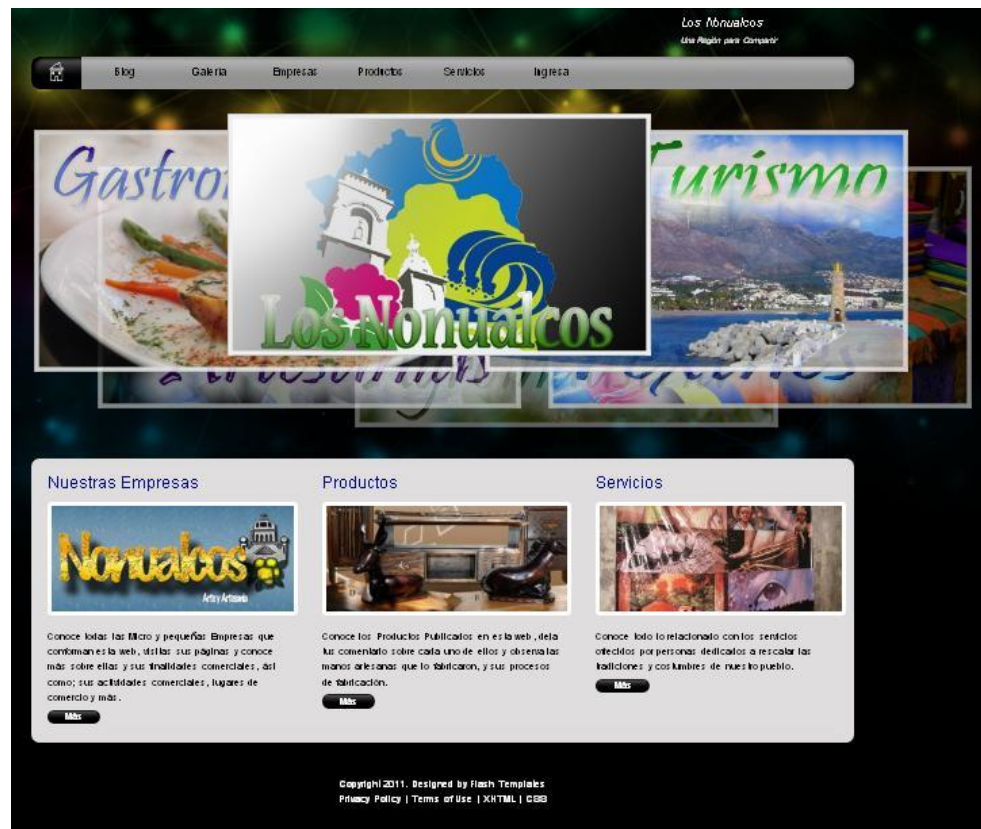 Los Nonualcos
Una Región para Compartir
Blog Galeria Empresas Productos Servicios Ingresa
Gastro
Turismo
Los Nonualcos
Nuestras Empresas Productos Servicios
Nonualcos
Arte y Artesanía
Conoce todas las Micro y pequeñas Empresas que
conforman esta web, visitas sus páginas y conoce
más sobre ellas y sus finalidades comerciales, ási
como; sus actividades comerciales, lugares de
comercio y más.
Más
Conoce los Productos Publicados en esta web, deja
tus comentario sobre cada uno de ellos y observa las
manos artesanas que lo fabricaron, y sus procesos
de fabricación.
Más
Conoce todo lo relacionado con los servicios
ofrecidos por personas dedicados a rescatar las
tradiciones y costumbres de nuestro pueblo.
Más
Copyright 2011. Designed by Flash Templates
Privacy Policy | Terms of Use | XHTML | CSS